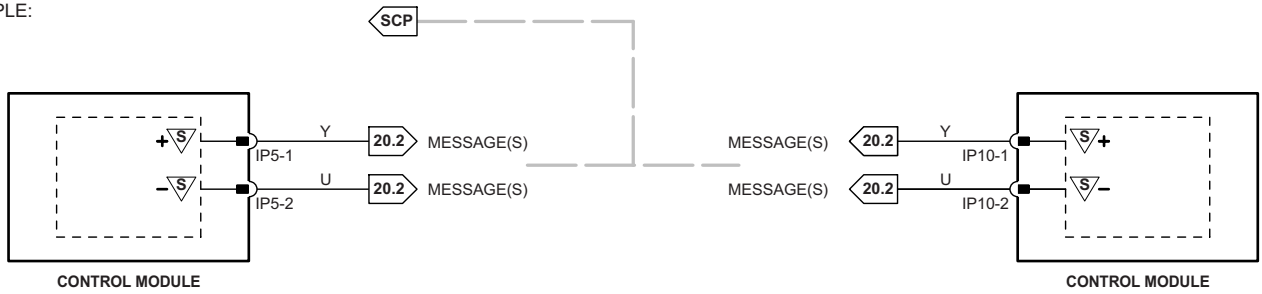 PLE:
SCP
+ S Y 20.2 MESSAGE(S)
IP5-1
– S U 20.2 MESSAGE(S)
IP5-2
CONTROL MODULE
MESSAGE(S) 20.2 Y S +
IP10-1
MESSAGE(S) 20.2 U S –
IP10-2
CONTROL MODULE